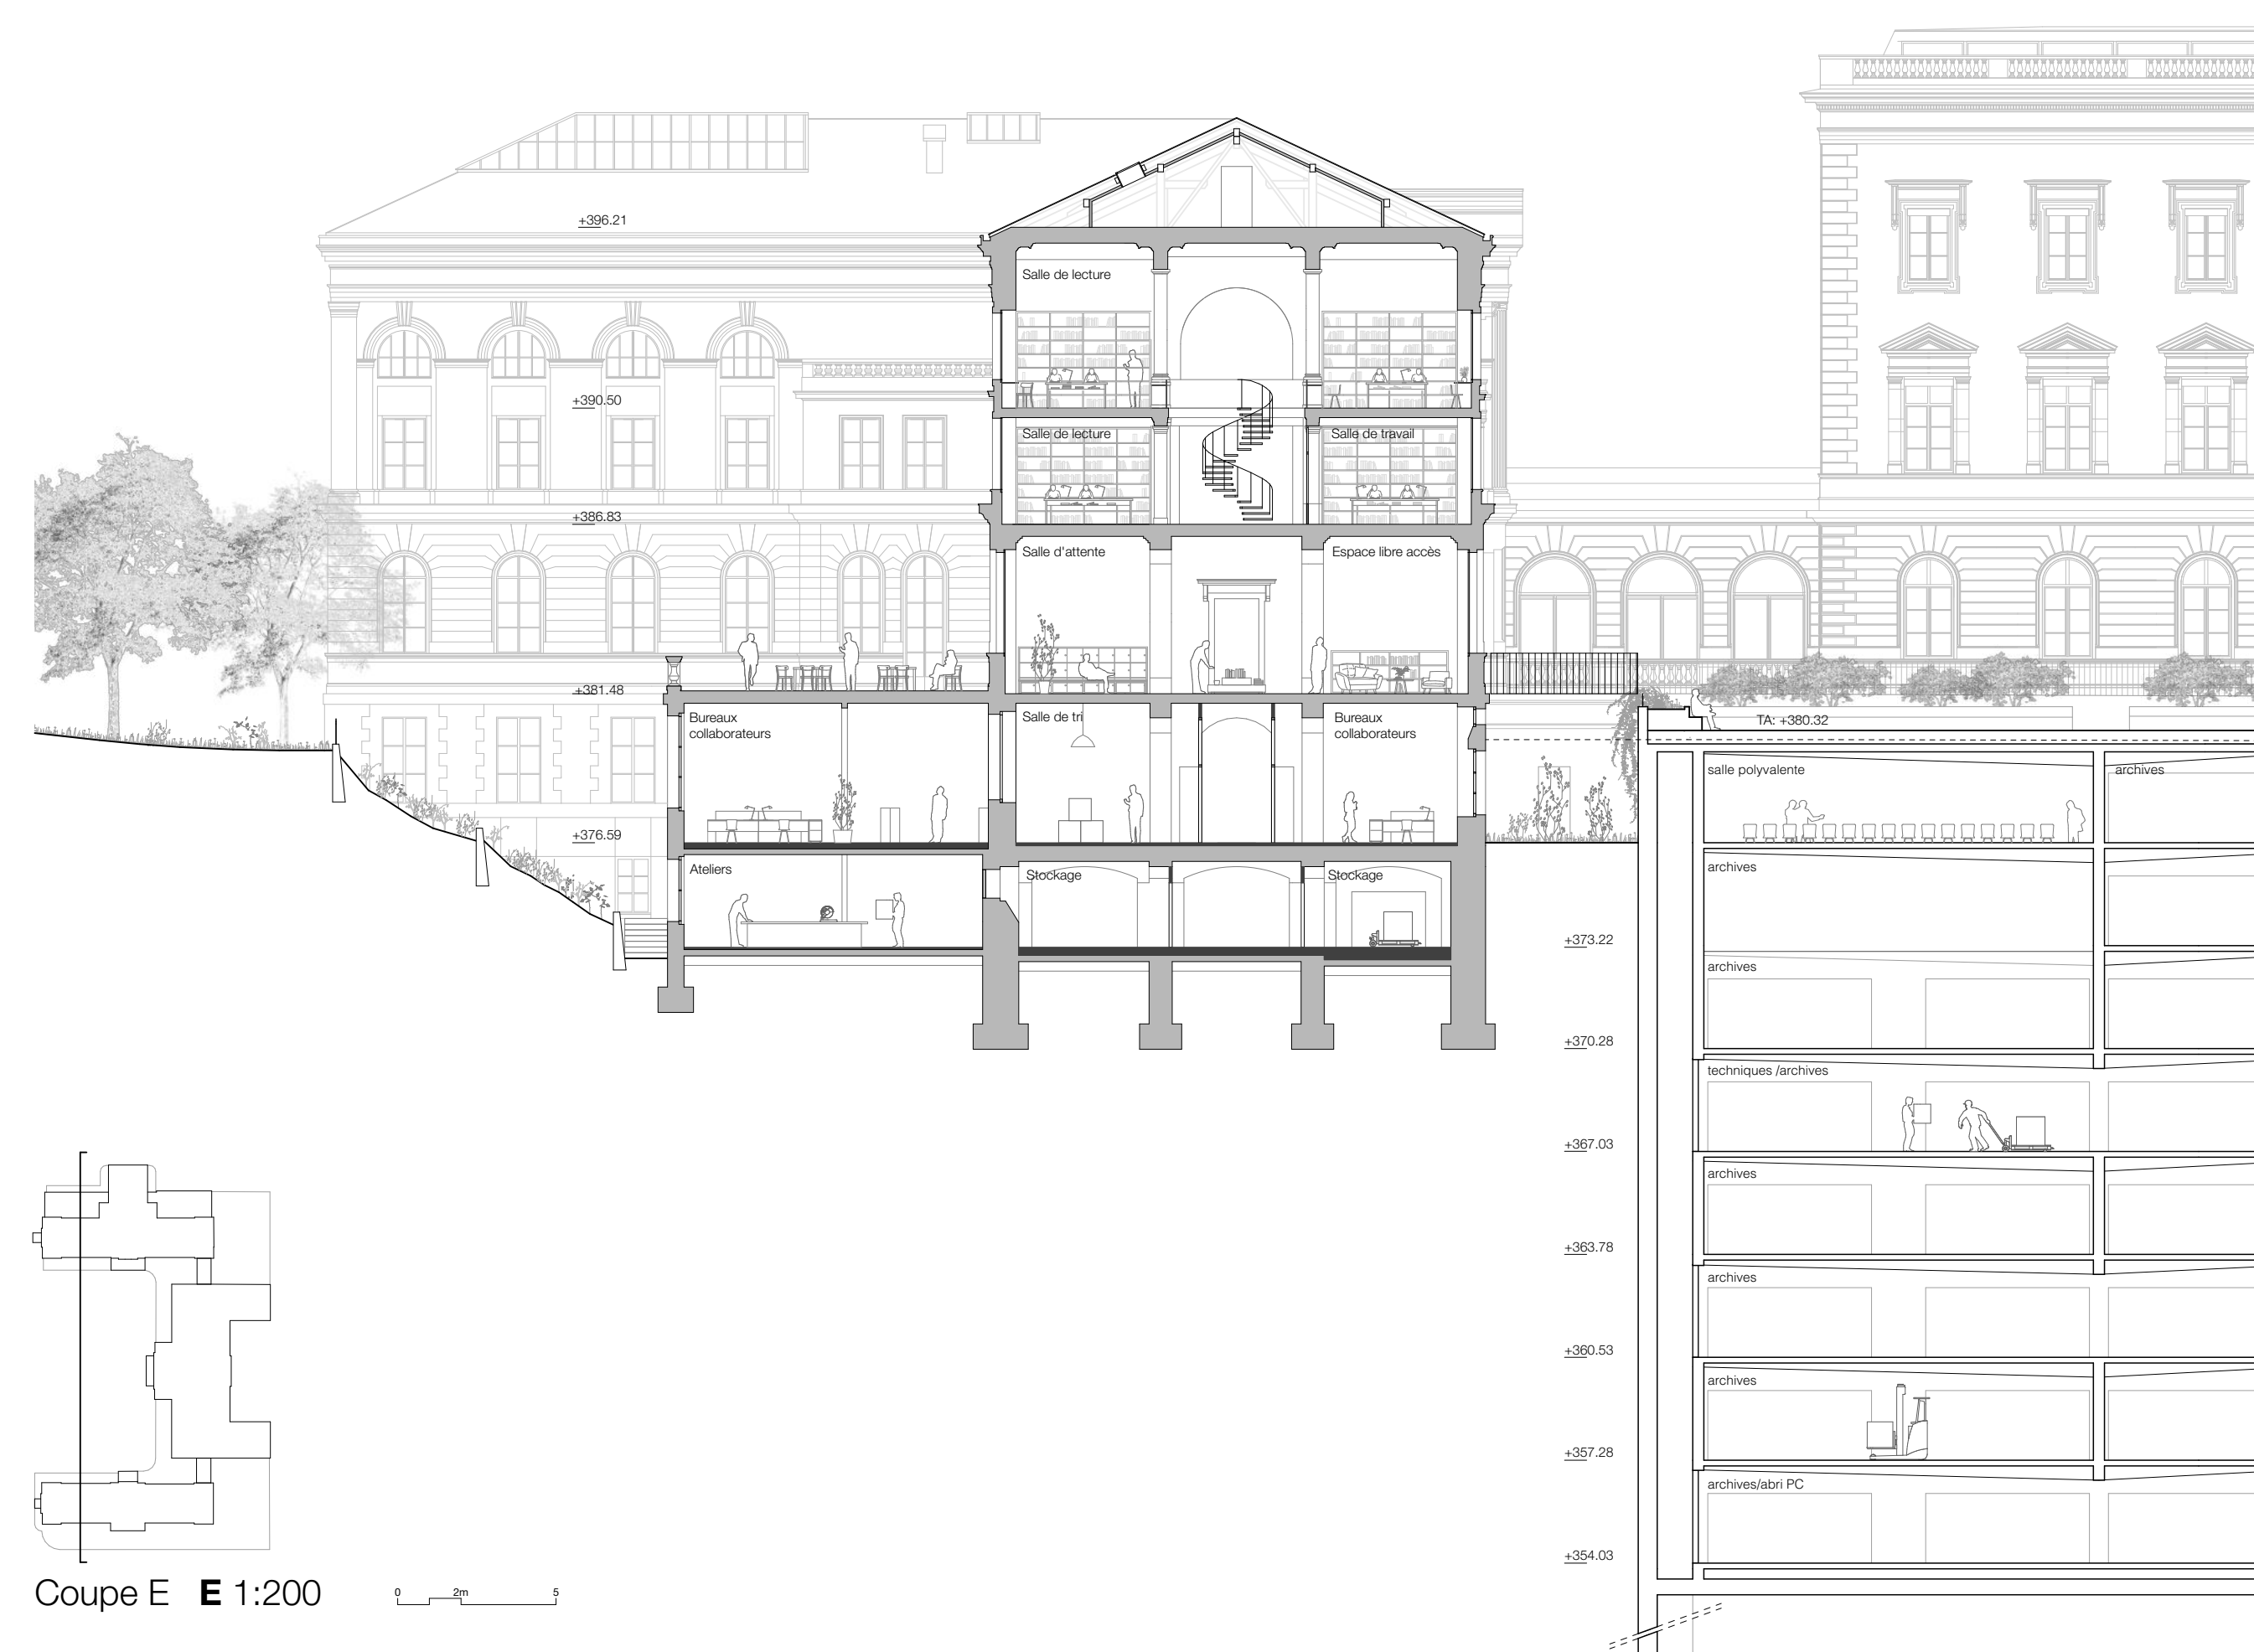 +396.21
Salle de lecture
+390.50
Salle de lecture
Salle de travail
+386.83
Salle d'attente
Espace libre accès
+381.48
Bureaux
collaborateurs
Salle de tri
Bureaux
collaborateurs
TA: +380.32
salle polyvalente
archives
+376.59
Ateliers
Stockage
Stockage
archives
+373.22
archives
+370.28
techniques /archives
+367.03
archives
+363.78
archives
+360.53
archives
+357.28
archives/abri PC
+354.03
Coupe E E 1:200
0 2m 5